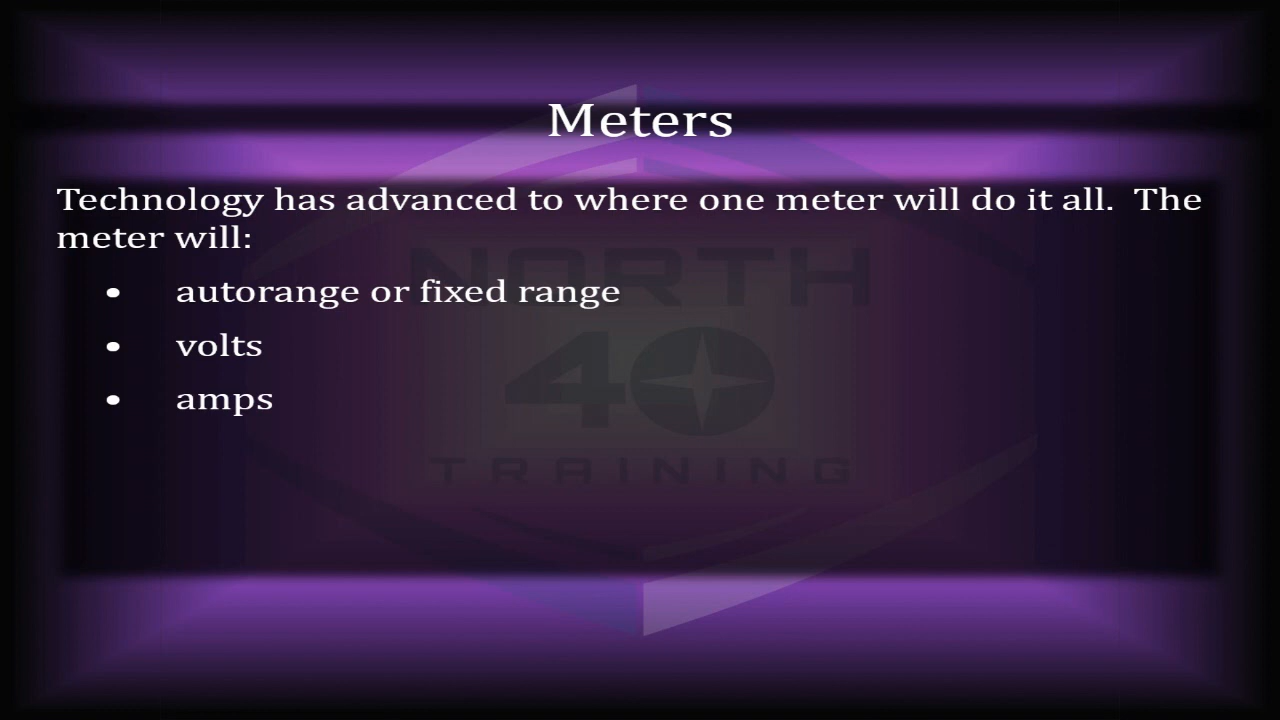 Meters
Technology has advanced to where one meter will do it all.  The
meter will:
• autorange or fixed range
• volts
• amps
NORTH
40
TRAINING